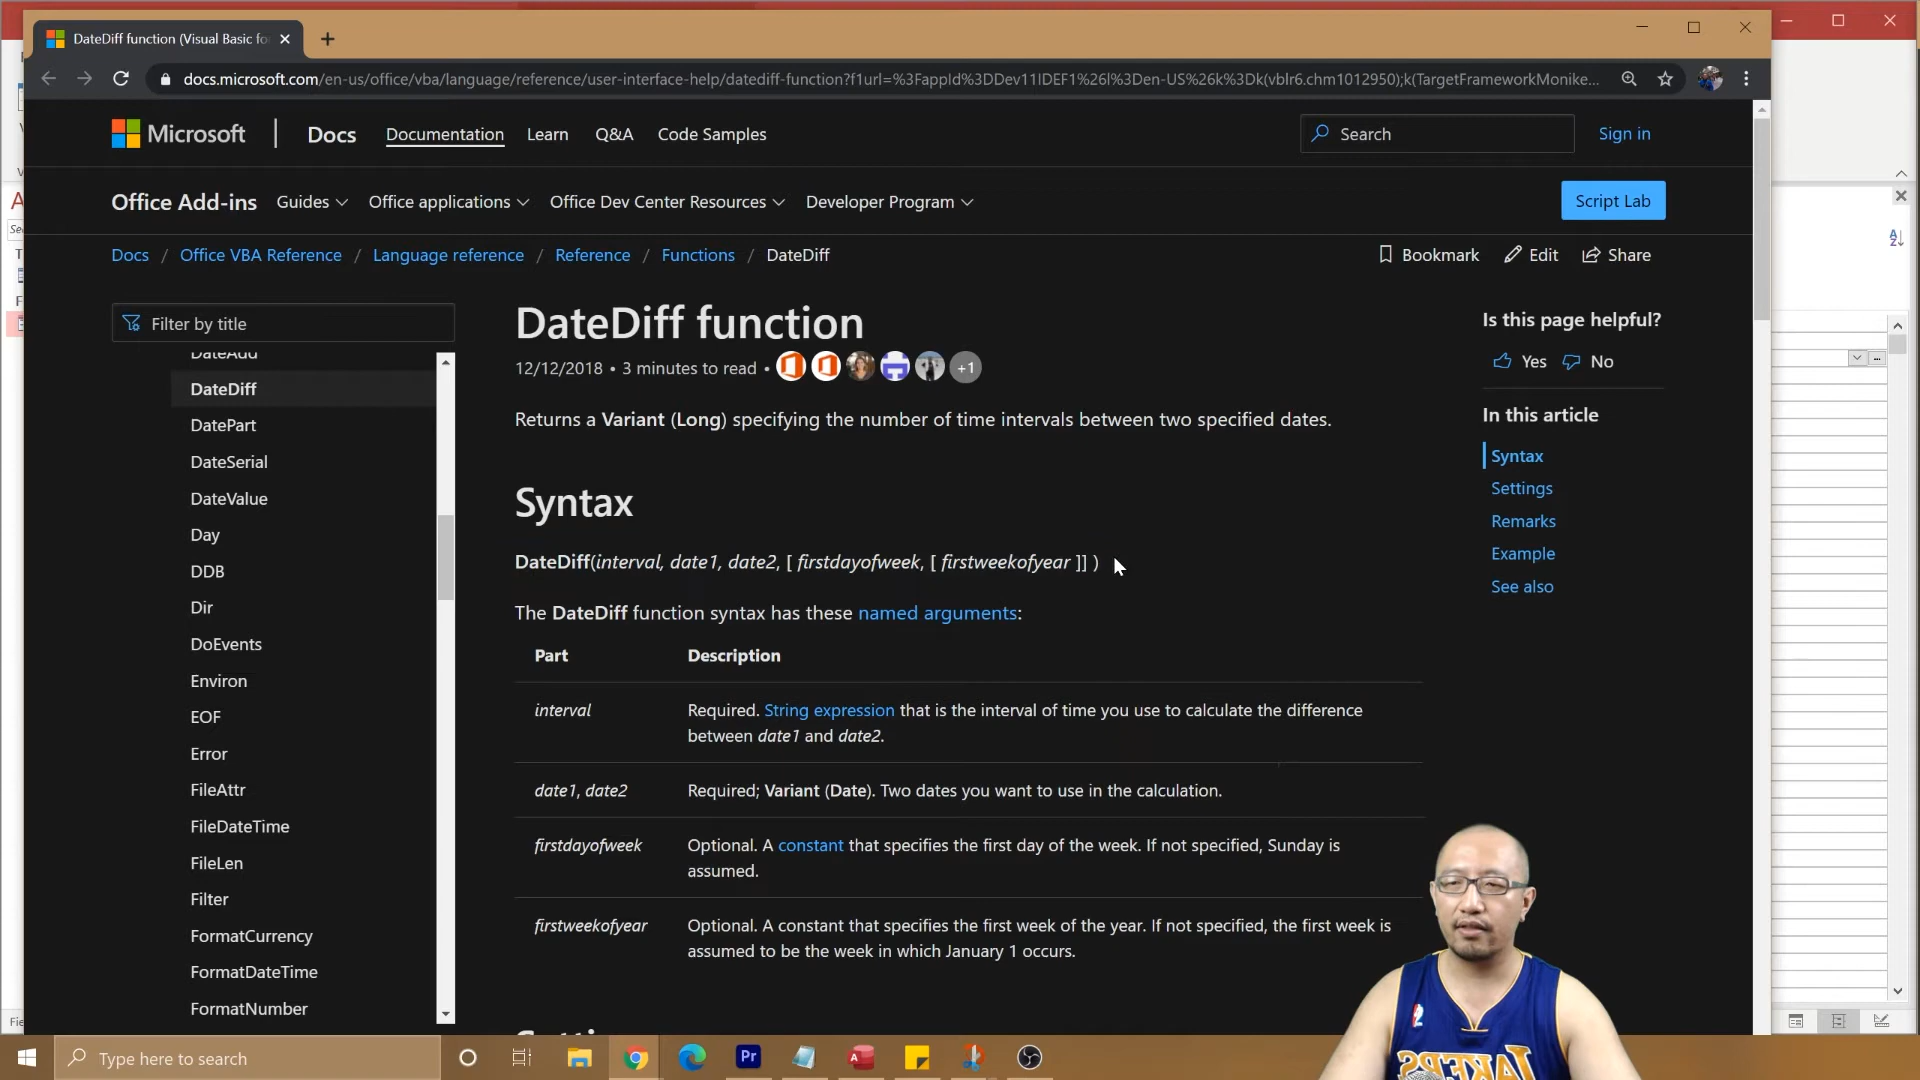 DateDiff function (Visual Basic fo
docs.microsoft.com/en-us/office/vba/language/reference/user-interface-help/datediff-function?f1url=%3FappId%3DDev11IDEF1%26l%3Den-US%26k%3Dk(vblr6.chm1012950);k(TargetFrameworkMonike...
Microsoft | Docs Documentation Learn Q&A Code Samples
Search
Sign in
Office Add-ins Guides Office applications Office Dev Center Resources Developer Program
Script Lab
Docs / Office VBA Reference / Language reference / Reference / Functions / DateDiff
Bookmark Edit Share
Filter by title
DateAdd
DateDiff
DatePart
DateSerial
DateValue
Day
DDB
Dir
DoEvents
Environ
EOF
Error
FileAttr
FileDateTime
FileLen
Filter
FormatCurrency
FormatDateTime
FormatNumber
DateDiff function
12/12/2018 • 3 minutes to read •
+1
Returns a Variant (Long) specifying the number of time intervals between two specified dates.
Syntax
DateDiff(interval, date1, date2, [ firstdayofweek, [ firstweekofyear ]] )
The DateDiff function syntax has these named arguments:
Part Description
interval Required. String expression that is the interval of time you use to calculate the difference
between date1 and date2.
date1, date2 Required; Variant (Date). Two dates you want to use in the calculation.
firstdayofweek Optional. A constant that specifies the first day of the week. If not specified, Sunday is
assumed.
firstweekofyear Optional. A constant that specifies the first week of the year. If not specified, the first week is
assumed to be the week in which January 1 occurs.
Is this page helpful?
Yes No
In this article
Syntax
Settings
Remarks
Example
See also
LAKERS
Type here to search
Pr